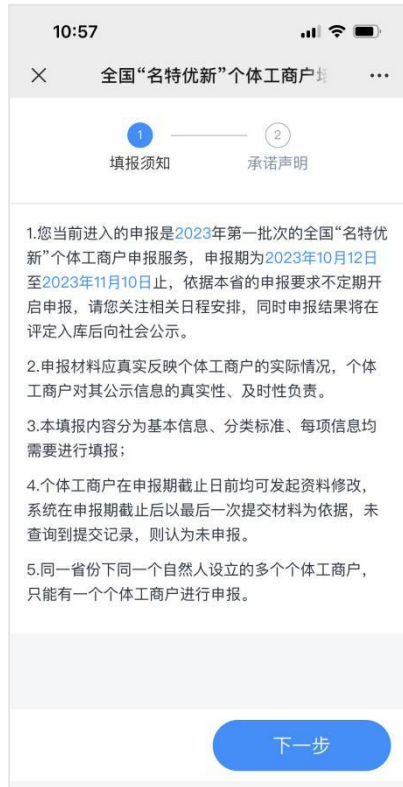 10:57
全国“名特优新”个体工商户
1
2
填报须知
承诺声明
1.您当前进入的申报是2023年第一批次的全国“名特优
新”个体工商户申报服务，申报期为2023年10月12日
至2023年11月10日止，依据本省的申报要求不定期开
启申报，请您关注相关日程安排，同时申报结果将在
评定入库后向社会公示。
2.申报材料应真实反映个体工商户的实际情况，个体
工商户对其公示信息的真实性、及时性负责。
3.本填报内容分为基本信息、分类标准、每项信息均
需要进行填报；
4.个体工商户在申报期截止日前均可发起资料修改，
系统在申报期截止后以最后一次提交材料为依据，未
查询到提交记录，则认为未申报。
5.同一省份下同一个自然人设立的多个个体工商户，
只能有一个个体工商户进行申报。
下一步